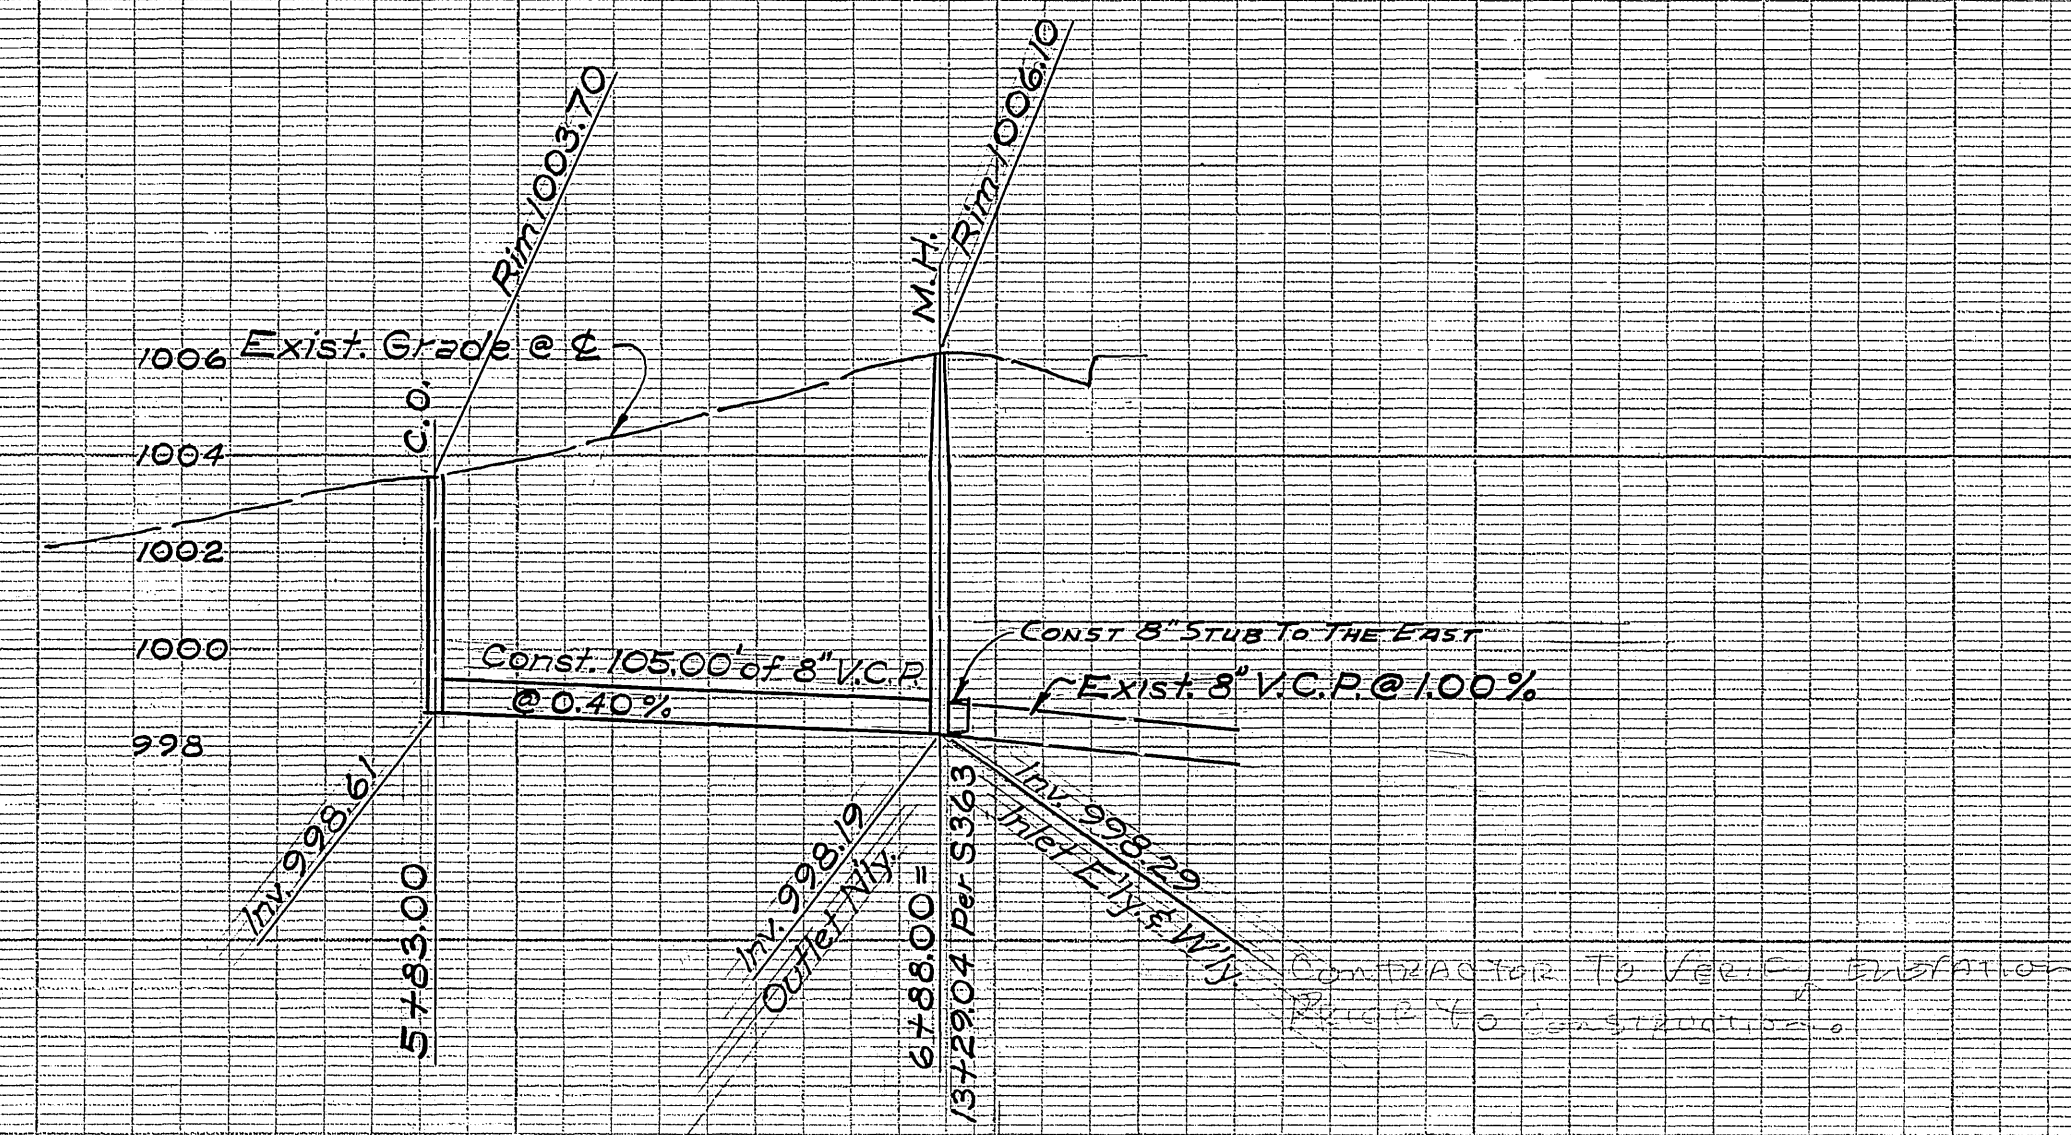 Rim 1003.70
Rim 1006.10
M.H.
C.O.
1006
Exist. Grade @ ℄
1004
1002
1000
998
Const. 105.00' of 8" V.C.P.
@ 0.40%
CONST 8" STUB TO THE EAST
Exist. 8" V.C.P. @ 1.00%
Inv. 998.61
5+83.00
Inv. 998.19
Outlet N'ly.
6+88.00 =
13+29.04 Per S363
Inv. 998.29
Inlet E'ly. & W'ly.
CONTRACTOR TO VERIFY ELEVATION
PRIOR TO CONSTRUCTION.